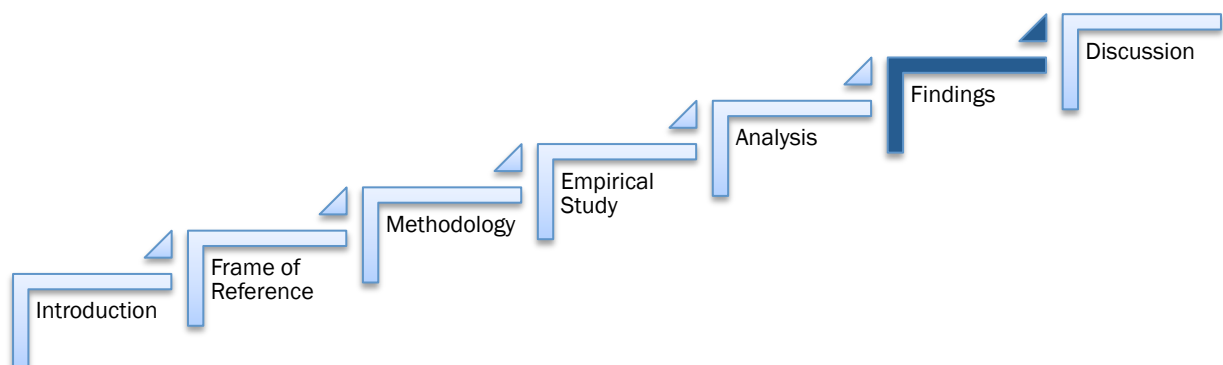 Introduction
Frame of
Reference
Methodology
Empirical
Study
Analysis
Findings
Discussion